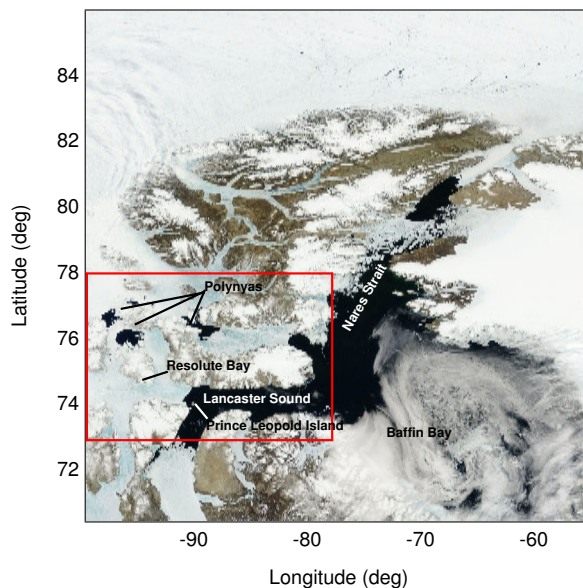 84
82
80
78
76
74
72
Latitude (deg)
Polynyas
Nares Strait
Resolute Bay
Lancaster Sound
Prince Leopold Island
Baffin Bay
-90
-80
-70
-60
Longitude (deg)